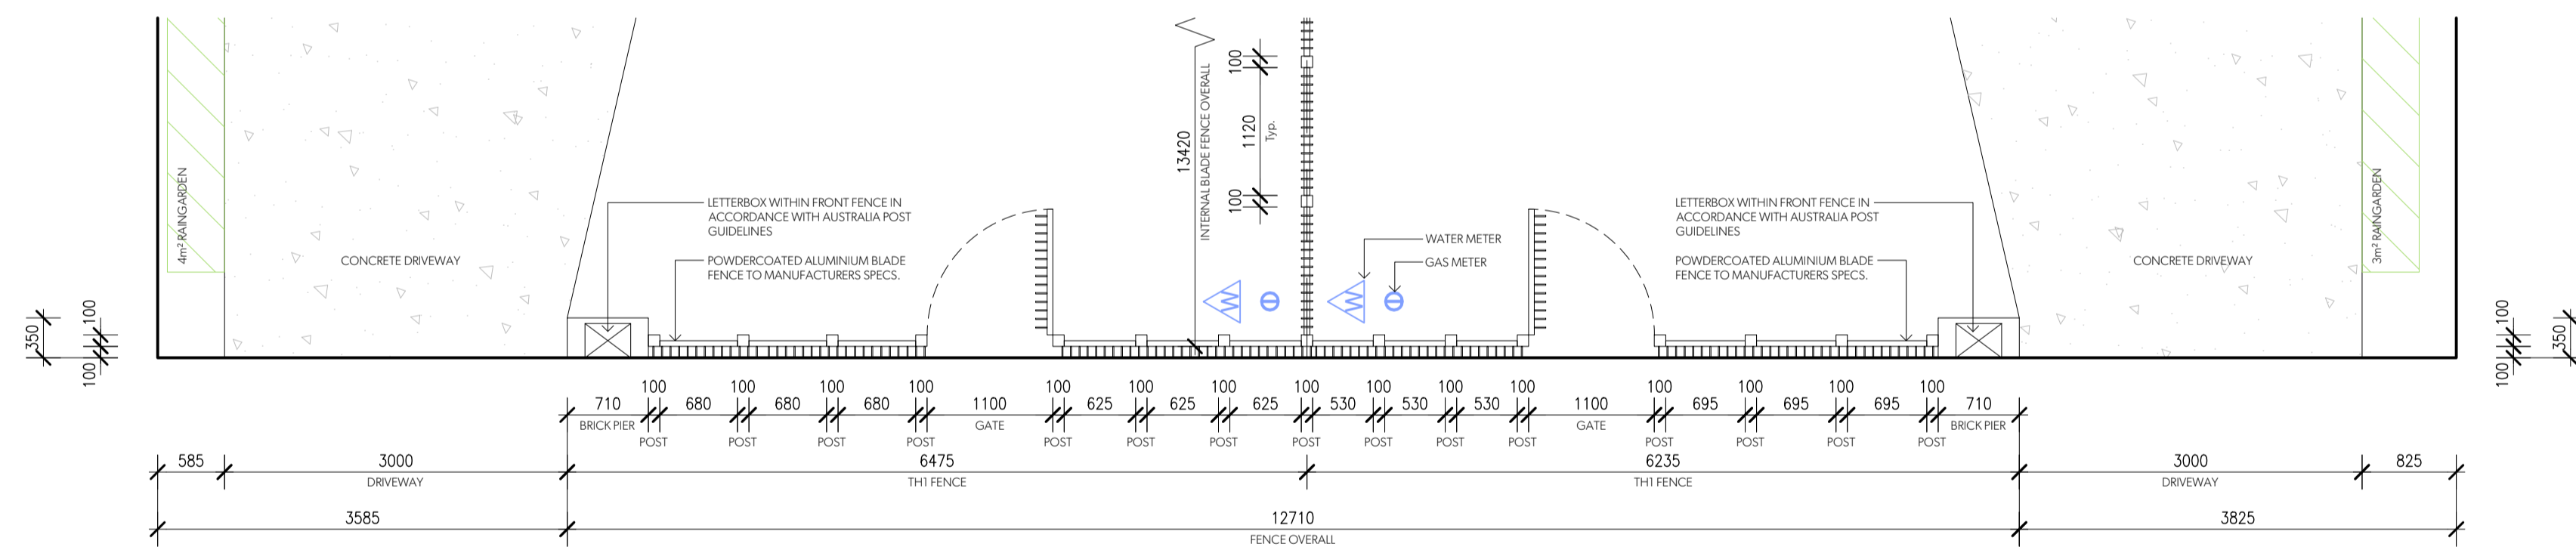 100
13420
INTERNAL BLADE FENCE OVERALL
1120
Typ.
100
4m² RAINGARDEN
CONCRETE DRIVEWAY
LETTERBOX WITHIN FRONT FENCE IN
ACCORDANCE WITH AUSTRALIA POST
GUIDELINES
POWDERCOATED ALUMINIUM BLADE
FENCE TO MANUFACTURERS SPECS.
WATER METER
GAS METER
W
W
LETTERBOX WITHIN FRONT FENCE IN
ACCORDANCE WITH AUSTRALIA POST
GUIDELINES
POWDERCOATED ALUMINIUM BLADE
FENCE TO MANUFACTURERS SPECS.
CONCRETE DRIVEWAY
3m² RAINGARDEN
350
100
100
100
100
350
100 100 100 100 100 100 100 100 100 100 100 100 100 100 100
710 680 680 680 1100 625 625 625 530 530 530 1100 695 695 695 710
BRICK PIER GATE GATE BRICK PIER
POST POST POST POST POST POST POST POST POST POST POST POST POST POST POST
585 3000 6475 6235 3000 825
DRIVEWAY TH1 FENCE TH1 FENCE DRIVEWAY
3585 12710 3825
FENCE OVERALL